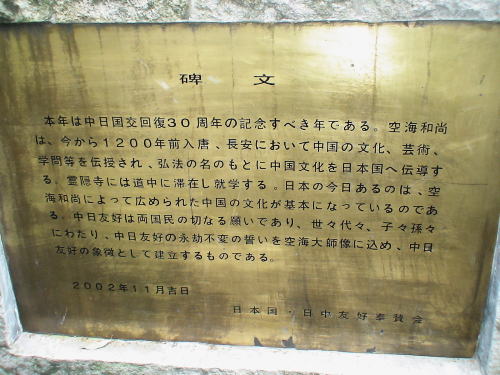 碑文
本年は中日国交回復30周年の記念すべき年である。空海和尚
は、今から1200年前入唐、長安において中国の文化、芸術、
学問等を伝授され、弘法の名のもとに中国文化を日本国へ伝導す
る。霊隠寺には道中に滞在し就学する。日本の今日あるのは、空
海和尚によって広められた中国の文化が基本になっているのであ
る。中日友好は両国民の切なる願いであり、世々代々、子々孫々
にわたり、中日友好の永劫不変の誓いを空海大師像に込め、中日
友好の象徴として建立するものである。
2002年11月吉日
日本国・日中友好奉賛会